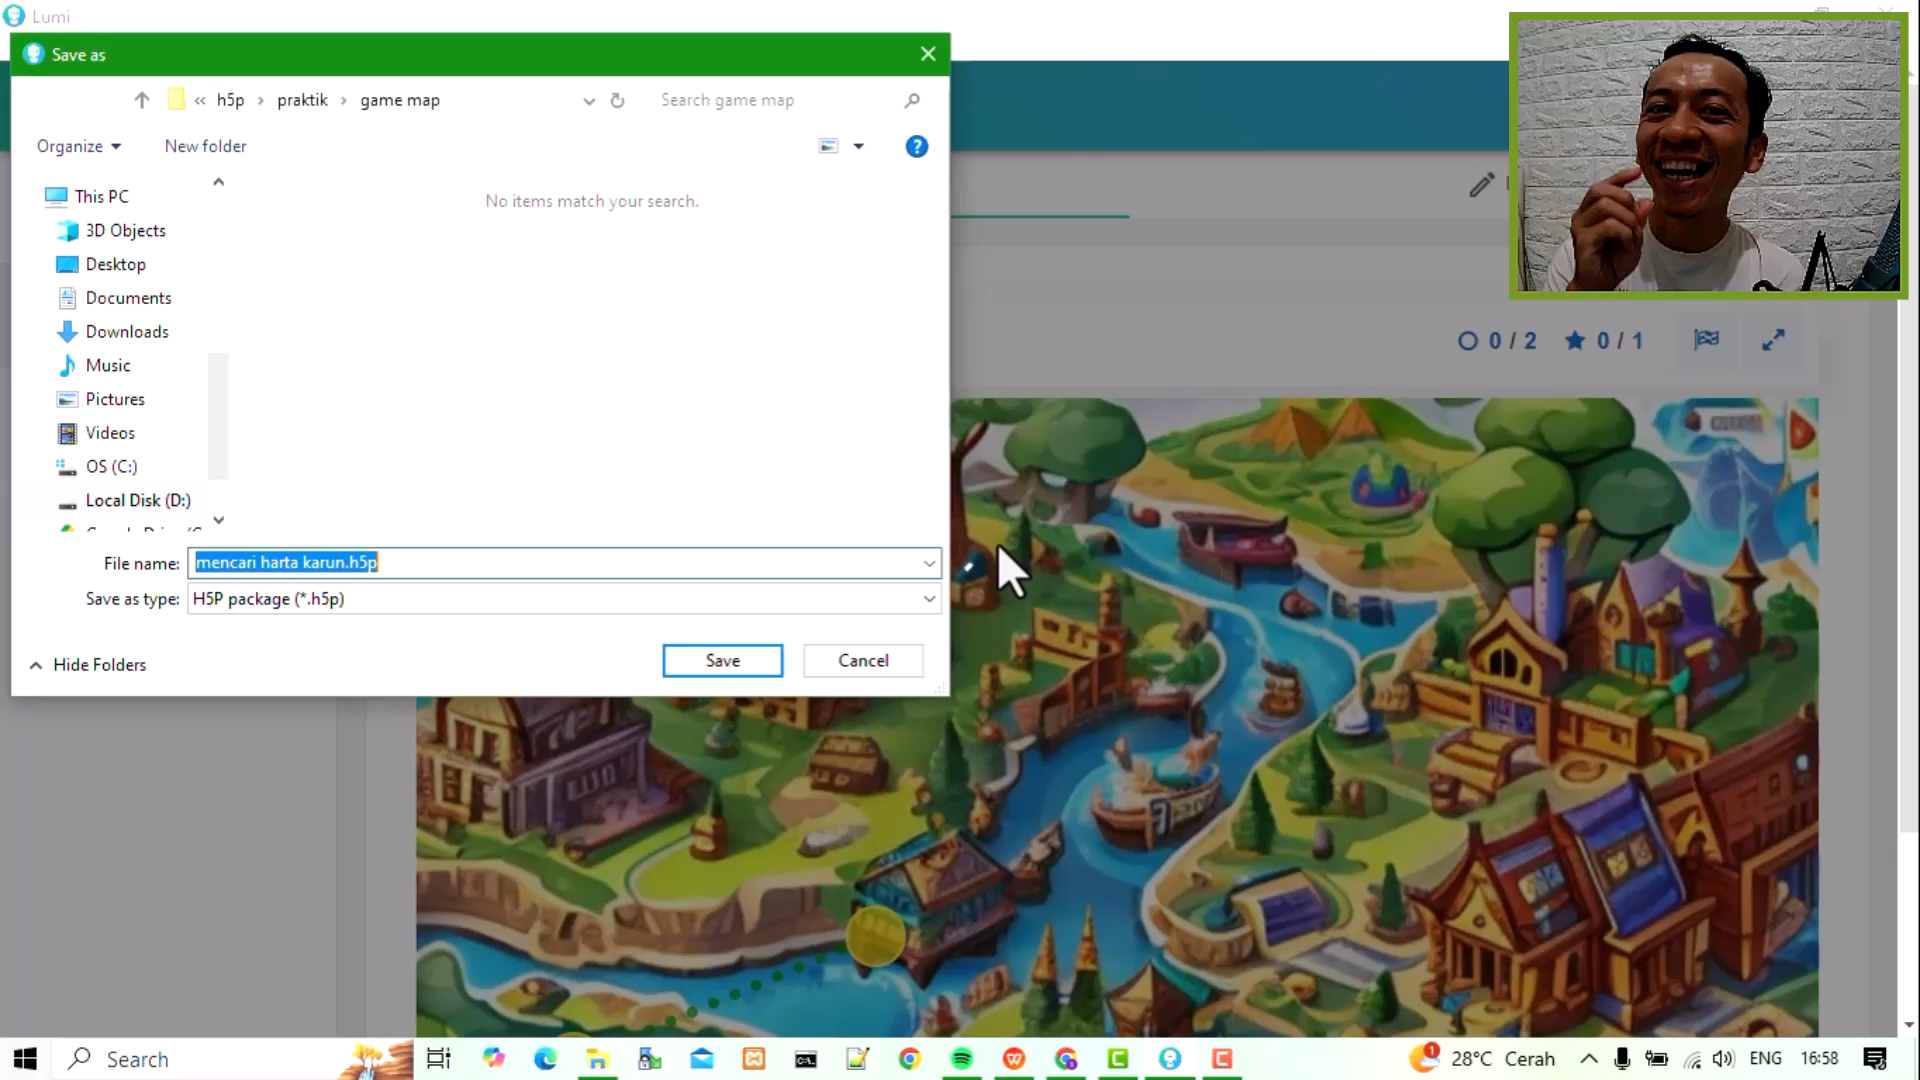 Lumi
Save as
« h5p › praktik › game map
Search game map
Organize
New folder
This PC
No items match your search.
3D Objects
Desktop
Documents
Downloads
Music
Pictures
Videos
OS (C:)
Local Disk (D:)
File name: mencari harta karun.h5p
Save as type: H5P package (*.h5p)
Hide Folders
Save
Cancel
0 / 2
0 / 1
Search
1
28°C Cerah
ENG
16:58